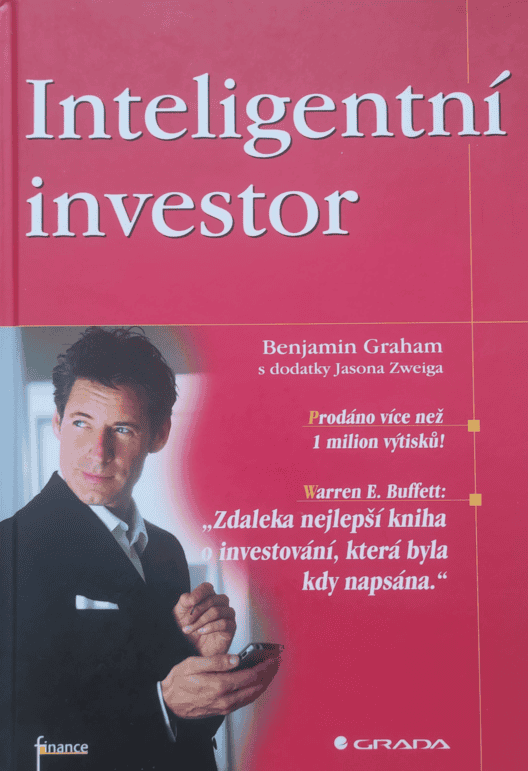 Inteligentní
investor
Benjamin Graham
s dodatky Jasona Zweiga
Prodáno více než
1 milion výtisků!
Warren E. Buffett:
„Zdaleka nejlepší kniha
o investování, která byla
kdy napsána.“
finance
GRADA